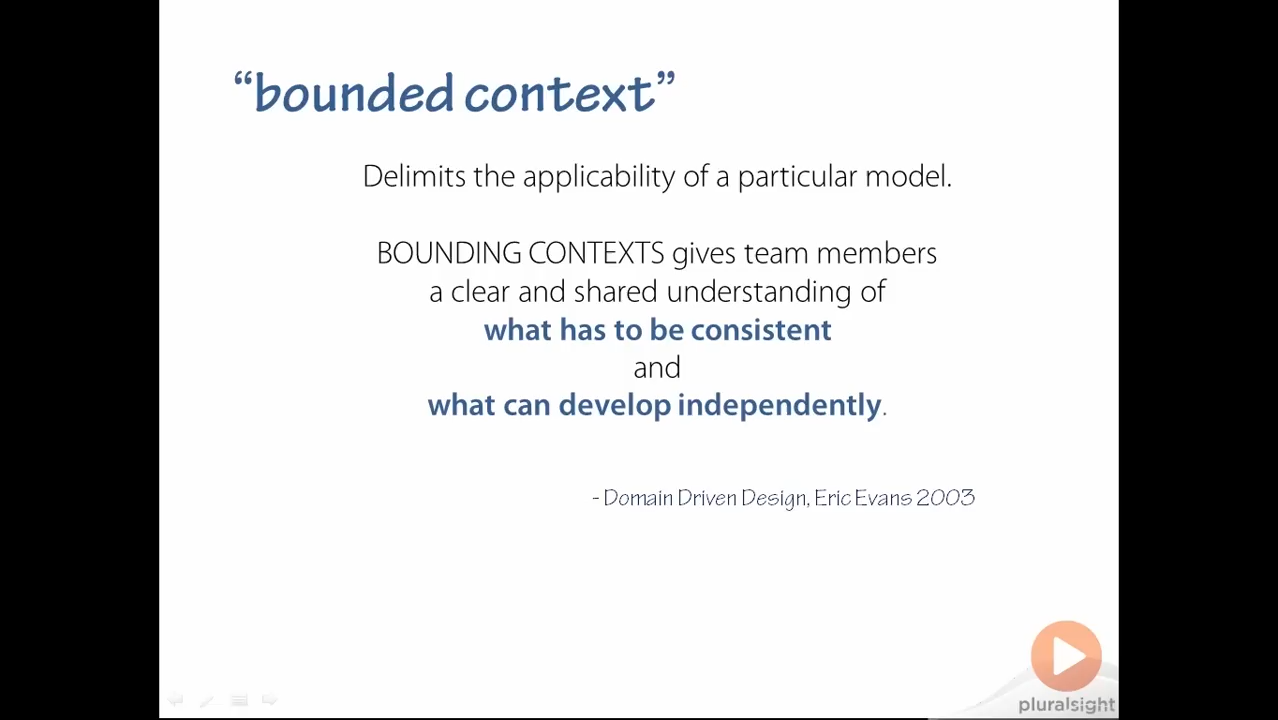 “bounded context”
Delimits the applicability of a particular model.
BOUNDING CONTEXTS gives team members
a clear and shared understanding of
what has to be consistent
and
what can develop independently.
- Domain Driven Design, Eric Evans 2003
pluralsight